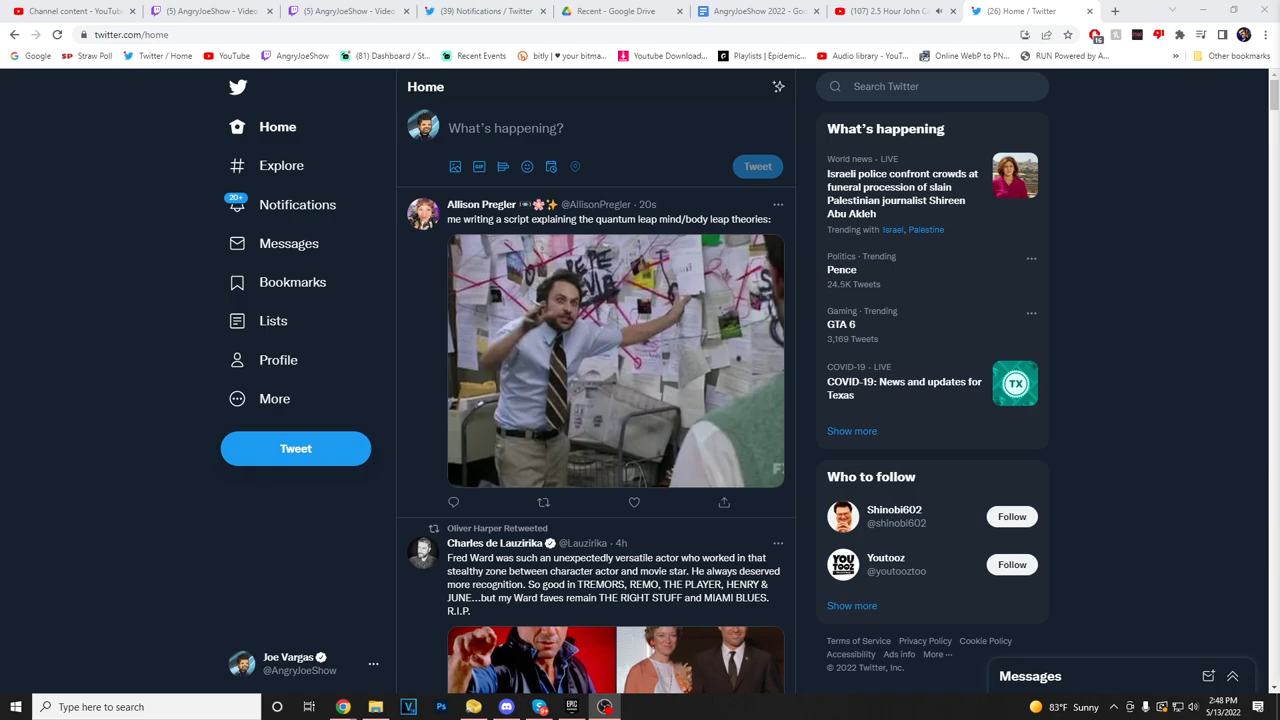 Channel content - YouTube
(5) AngryJoeShow - Video
(5) AngryJoeShow - Video
(39) Notifications / Twitter
Recent - Google Drive
AngryJoeShow 2022 - Goo
(107) 2.5 Hour John C
(26) Home / Twitter
twitter.com/home
16
Google
SP Straw Poll
Twitter / Home
YouTube
AngryJoeShow
(81) Dashboard / St...
Recent Events
bitly | ♥ your bitma...
Youtube Download...
Playlists | Epidemic...
Audio library - YouT...
Online WebP to PN...
RUN Powered by A...
» Other bookmarks
Home
What's happening?
GIF
Tweet
Allison Pregler @AllisonPregler · 20s
me writing a script explaining the quantum leap mind/body leap theories:
Oliver Harper Retweeted
Charles de Lauzirika @Lauzirika · 4h
Fred Ward was such an unexpectedly versatile actor who worked in that
stealthy zone between character actor and movie star. He always deserved
more recognition. So good in TREMORS, REMO, THE PLAYER, HENRY &
JUNE...but my Ward faves remain THE RIGHT STUFF and MIAMI BLUES.
R.I.P.
Home
Explore
20+
Notifications
Messages
Bookmarks
Lists
Profile
More
Tweet
Joe Vargas
@AngryJoeShow
Search Twitter
What's happening
World news · LIVE
Israeli police confront crowds at
funeral procession of slain
Palestinian journalist Shireen
Abu Akleh
Trending with Israel, Palestine
Politics · Trending
Pence
24.5K Tweets
Gaming · Trending
GTA 6
3,169 Tweets
COVID-19 · LIVE
COVID-19: News and updates for
Texas
TX
Show more
Who to follow
Shinobi602
@shinobi602
Follow
YOU
TOOZ
Youtooz
@youtooztoo
Follow
Show more
Terms of Service Privacy Policy Cookie Policy
Accessibility Ads info More ···
© 2022 Twitter, Inc.
Messages
Type here to search
Ps
EPIC
83°F Sunny
2:48 PM
5/13/2022